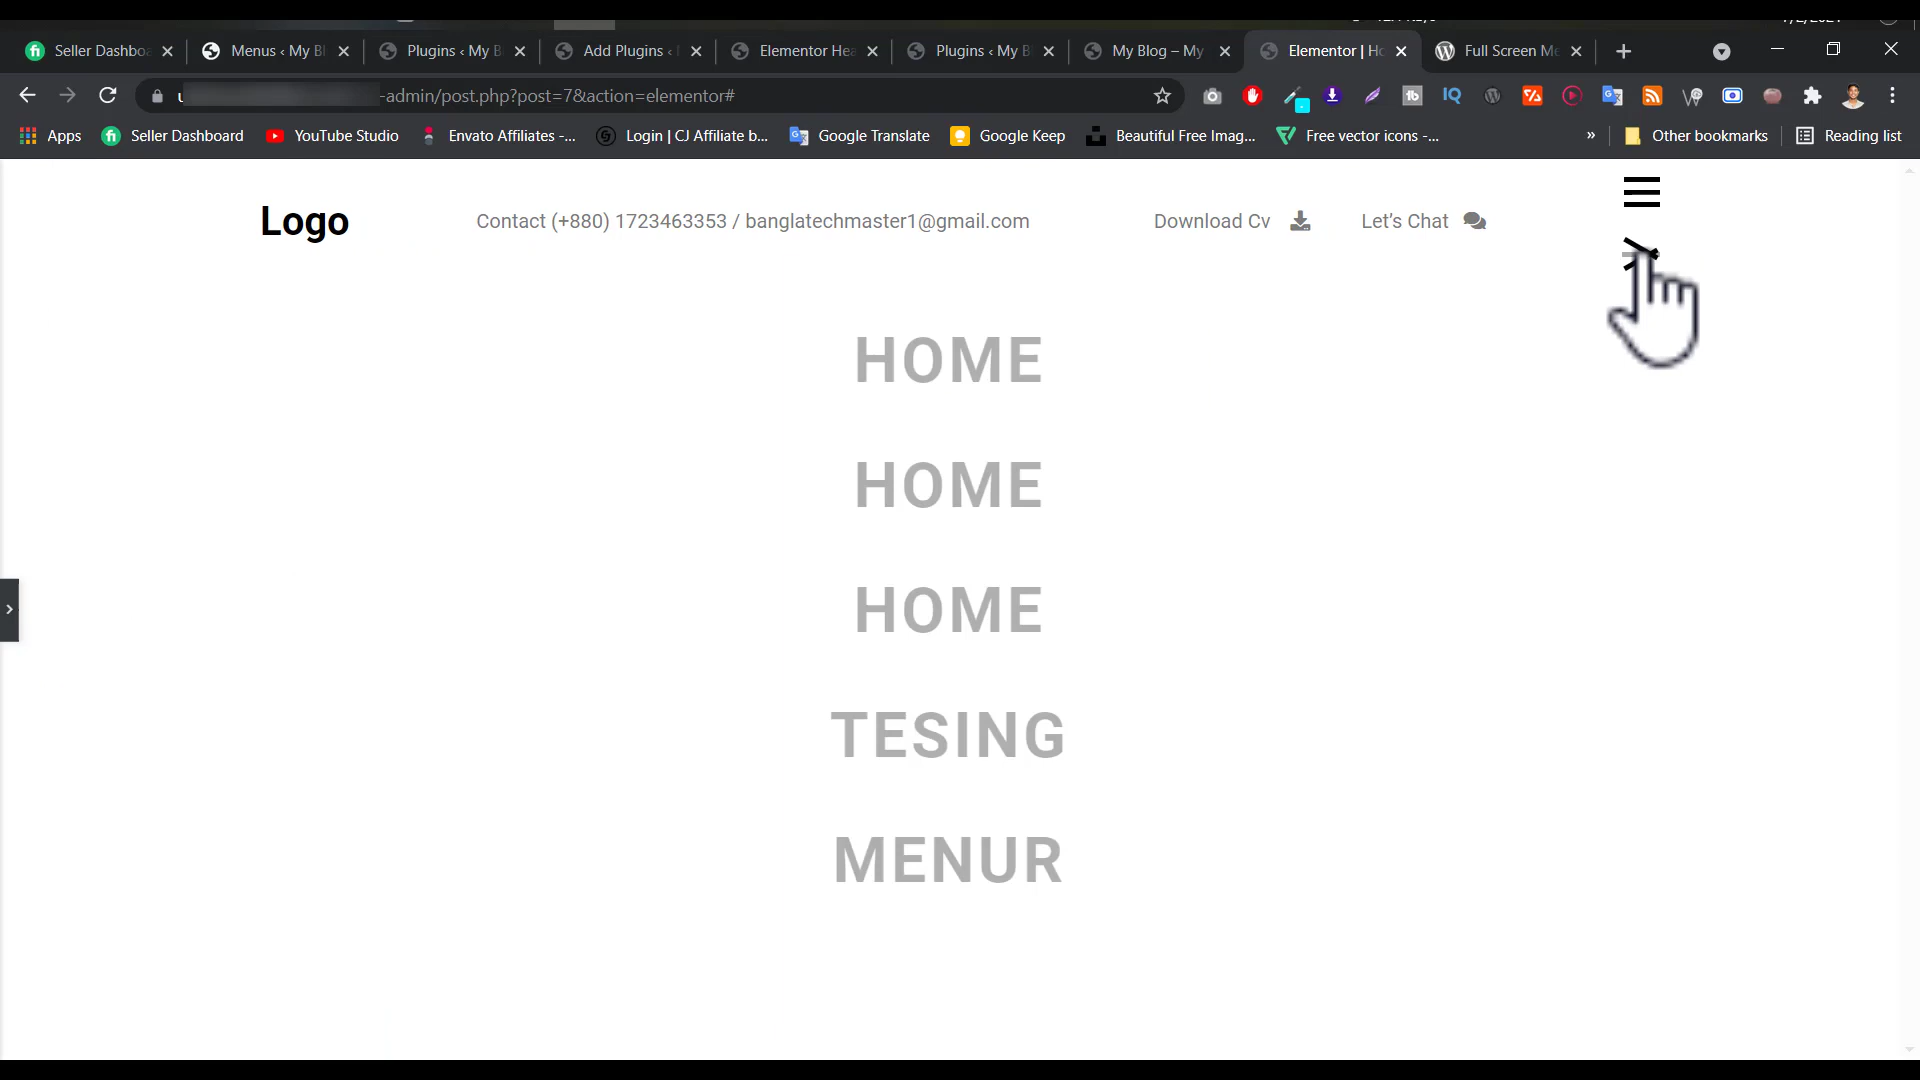 Seller Dashboa
Menus ‹ My Bl
Plugins ‹ My B
Add Plugins ‹
Elementor Hea
Plugins ‹ My B
My Blog – My
Elementor | Ho
Full Screen Me
-admin/post.php?post=7&action=elementor#
Apps
Seller Dashboard
YouTube Studio
Envato Affiliates -...
Login | CJ Affiliate b...
Google Translate
Google Keep
Beautiful Free Imag...
Free vector icons -...
»
Other bookmarks
Reading list
Logo
Contact (+880) 1723463353 / banglatechmaster1@gmail.com
Download Cv
Let’s Chat
HOME
HOME
HOME
TESING
MENUR